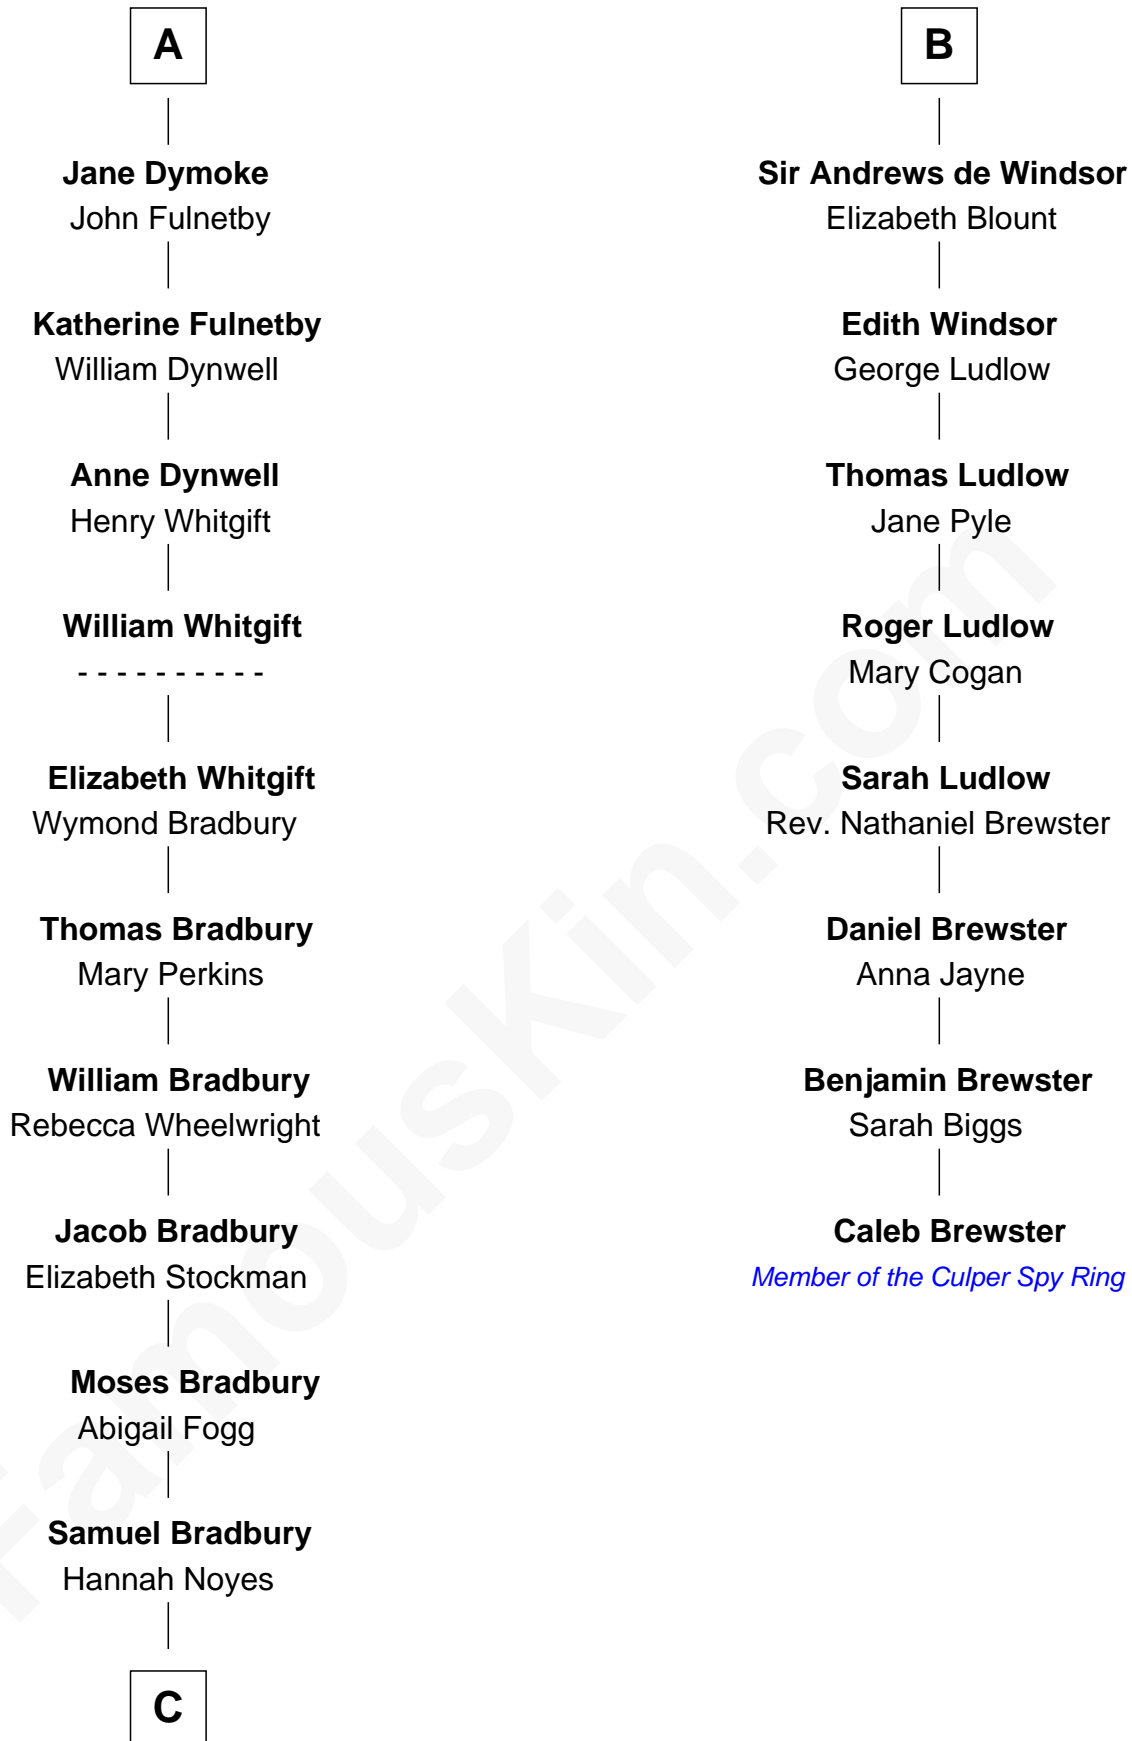 A
Jane Dymoke
John Fulnetby
Katherine Fulnetby
William Dynwell
Anne Dynwell
Henry Whitgift
William Whitgift
- - - - - - - - - -
Elizabeth Whitgift
Wymond Bradbury
Thomas Bradbury
Mary Perkins
William Bradbury
Rebecca Wheelwright
Jacob Bradbury
Elizabeth Stockman
Moses Bradbury
Abigail Fogg
Samuel Bradbury
Hannah Noyes
C
B
Sir Andrews de Windsor
Elizabeth Blount
Edith Windsor
George Ludlow
Thomas Ludlow
Jane Pyle
Roger Ludlow
Mary Cogan
Sarah Ludlow
Rev. Nathaniel Brewster
Daniel Brewster
Anna Jayne
Benjamin Brewster
Sarah Biggs
Caleb Brewster
Member of the Culper Spy Ring
FamousKin.com